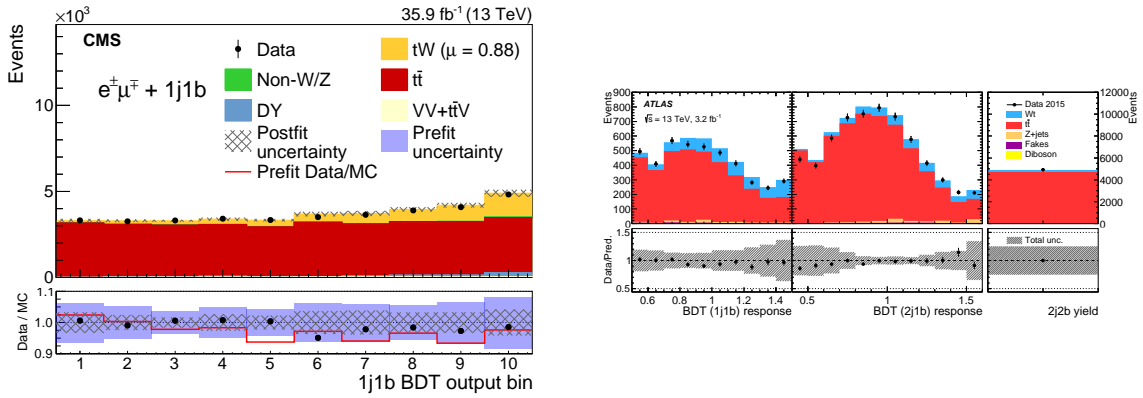 ×10³
35.9 fb⁻¹ (13 TeV)
CMS
Events
e±μ∓ + 1j1b
Data
tW (μ = 0.88)
Non-W/Z
tt̄
DY
VV+tt̄V
Postfit uncertainty
Prefit uncertainty
Prefit Data/MC
10
5
0
Data / MC
1.1
1.0
0.9
1 2 3 4 5 6 7 8 9 10
1j1b BDT output bin
Events
900
800
700
600
500
400
300
200
100
0
ATLAS
√s = 13 TeV, 3.2 fb⁻¹
Data 2015
Wt
tt̄
Z+jets
Fakes
Diboson
12000
10000
8000
6000
4000
2000
0
Events
Data/Pred.
1.5
1
0.5
Total unc.
0.6 0.8 1 1.2 1.4
0.5 1 1.5
BDT (1j1b) response
BDT (2j1b) response
2j2b yield